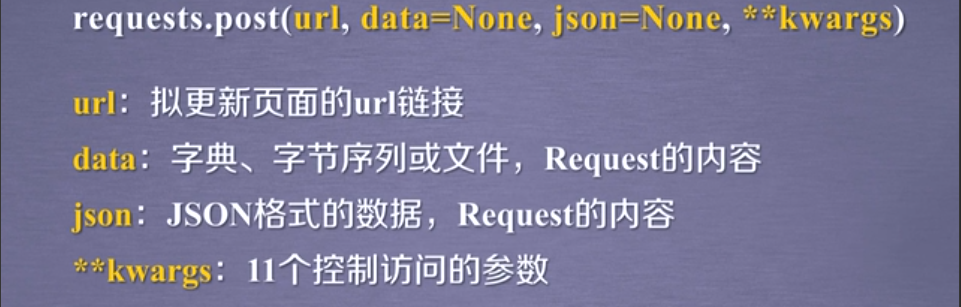 requests.post(url, data=None, json=None, **kwargs)
url：拟更新页面的url链接
data：字典、字节序列或文件，Request的内容
json：JSON格式的数据，Request的内容
**kwargs：11个控制访问的参数